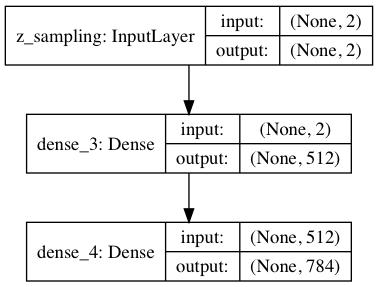 z_sampling: InputLayer
input: (None, 2)
output: (None, 2)
dense_3: Dense
input: (None, 2)
output: (None, 512)
dense_4: Dense
input: (None, 512)
output: (None, 784)